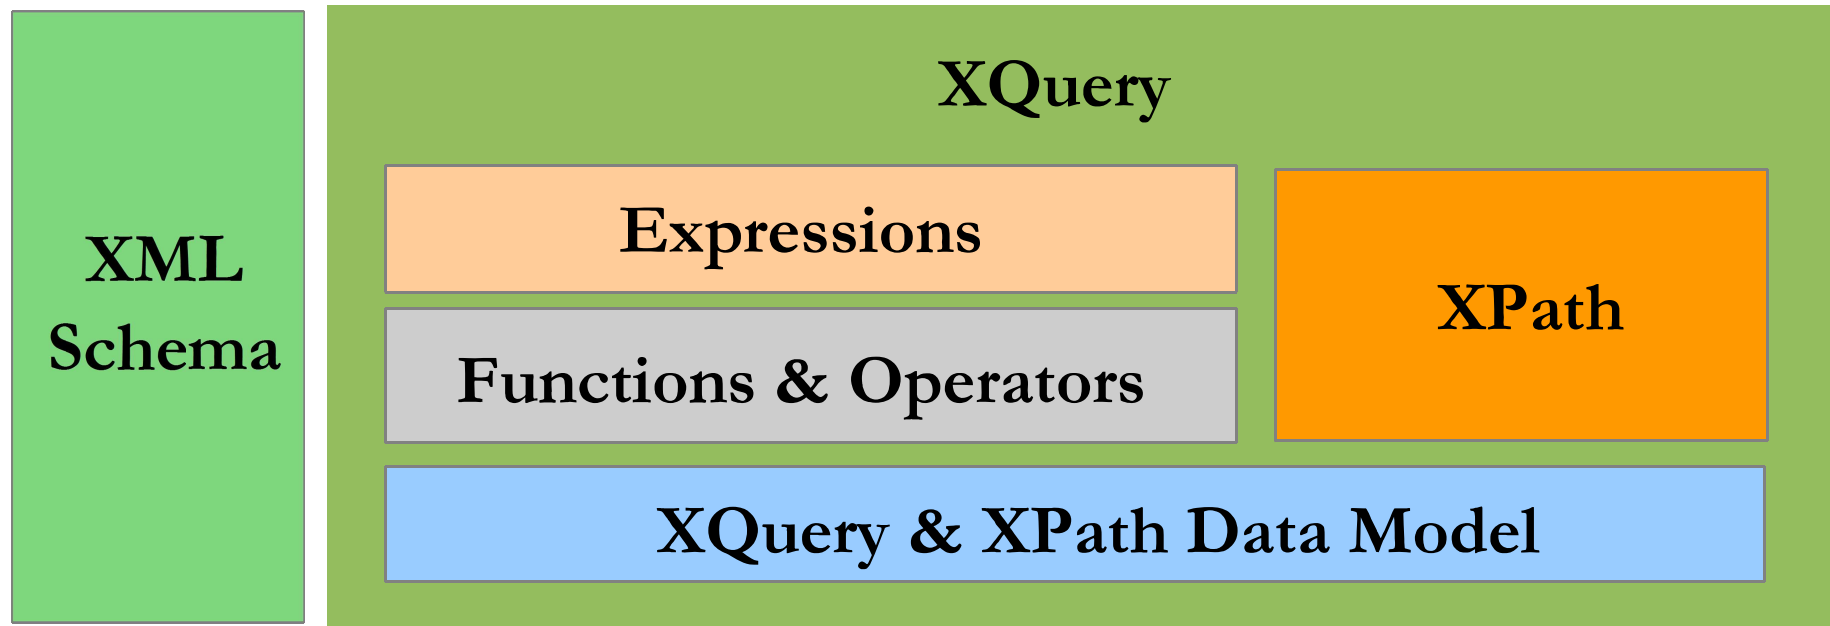 XML
Schema
XQuery
Expressions
Functions & Operators
XPath
XQuery & XPath Data Model